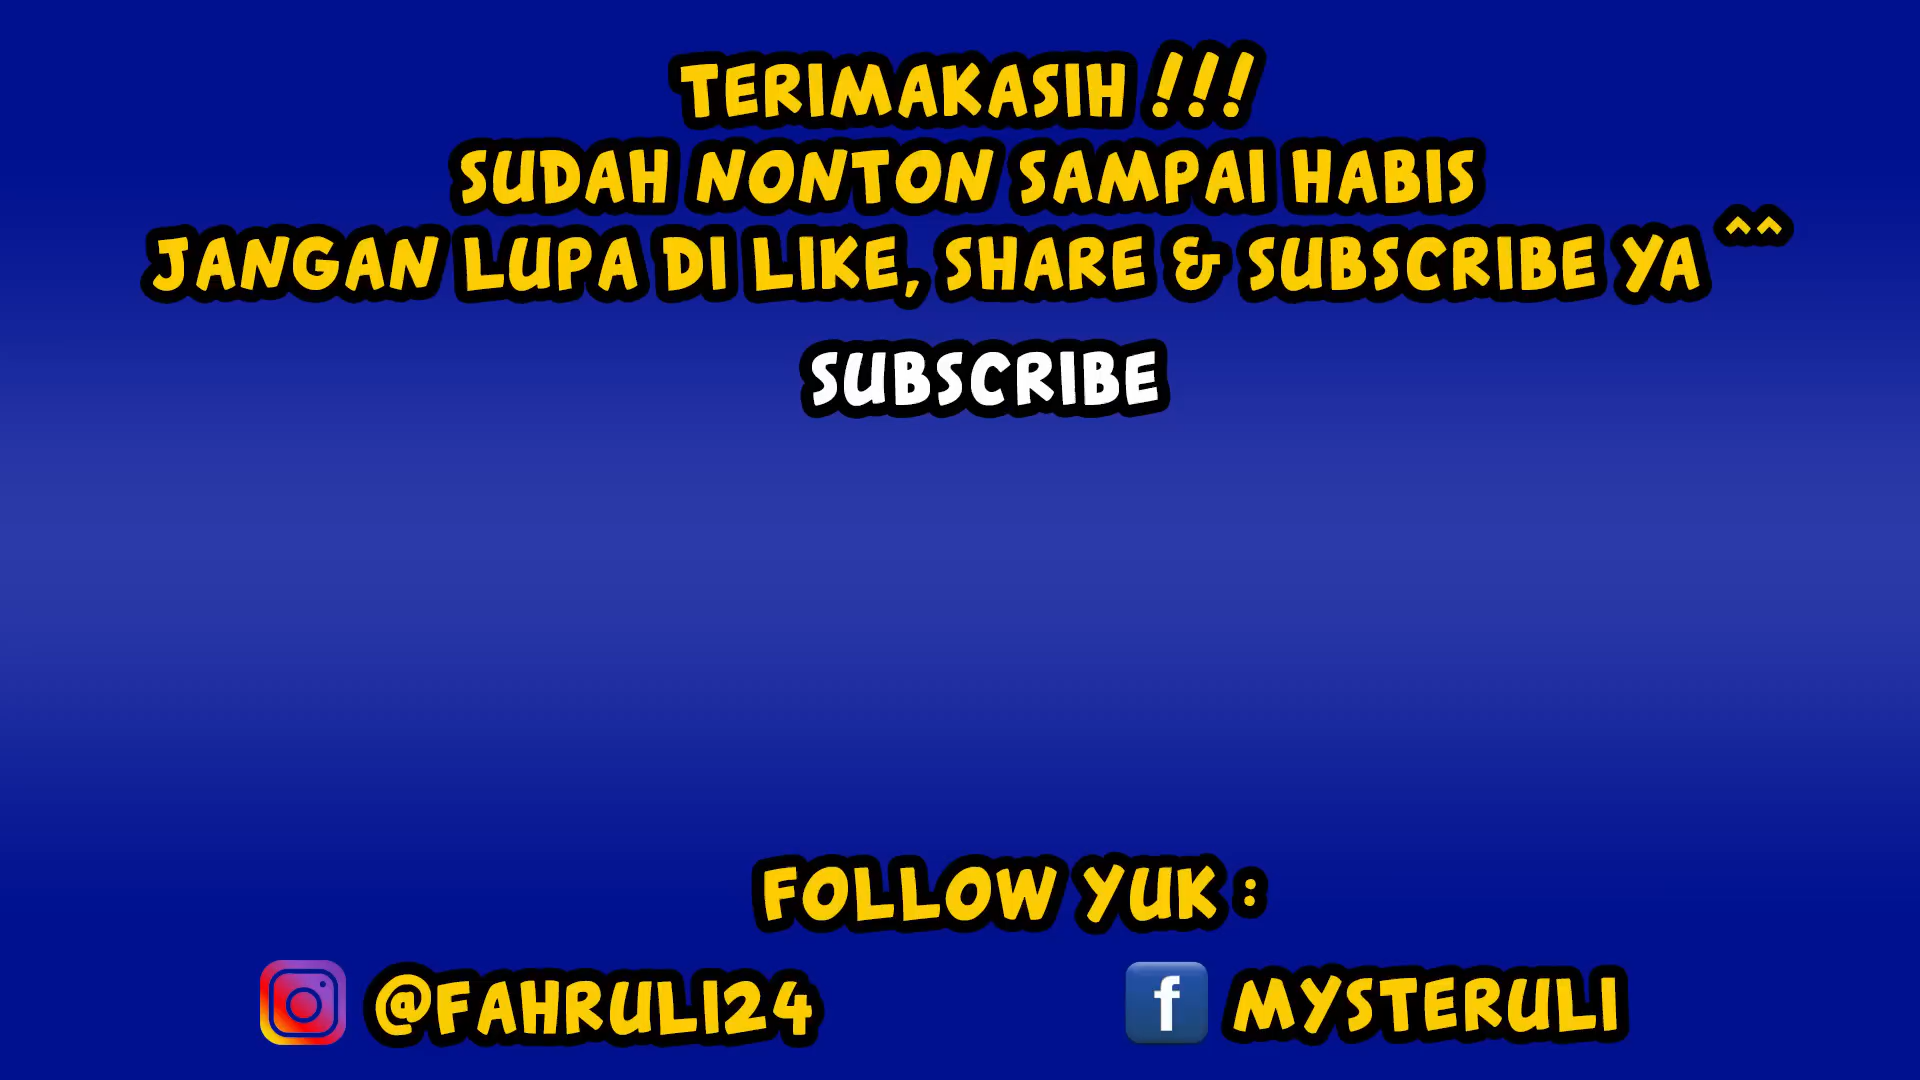 TERIMAKASIH !!!
SUDAH NONTON SAMPAI HABIS
JANGAN LUPA DI LIKE, SHARE & SUBSCRIBE YA ^^
SUBSCRIBE
FOLLOW YUK :
@FAHRULI24
f MYSTERULI